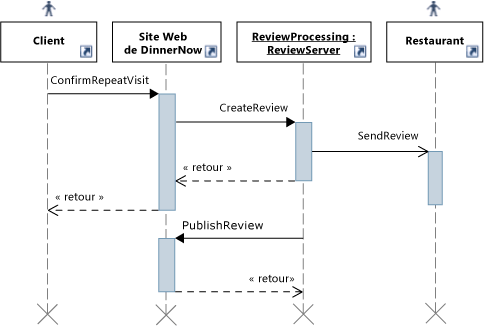 Client
Site Web
de DinnerNow
ReviewProcessing :
ReviewServer
Restaurant
ConfirmRepeatVisit
CreateReview
SendReview
« retour »
« retour »
PublishReview
« retour»